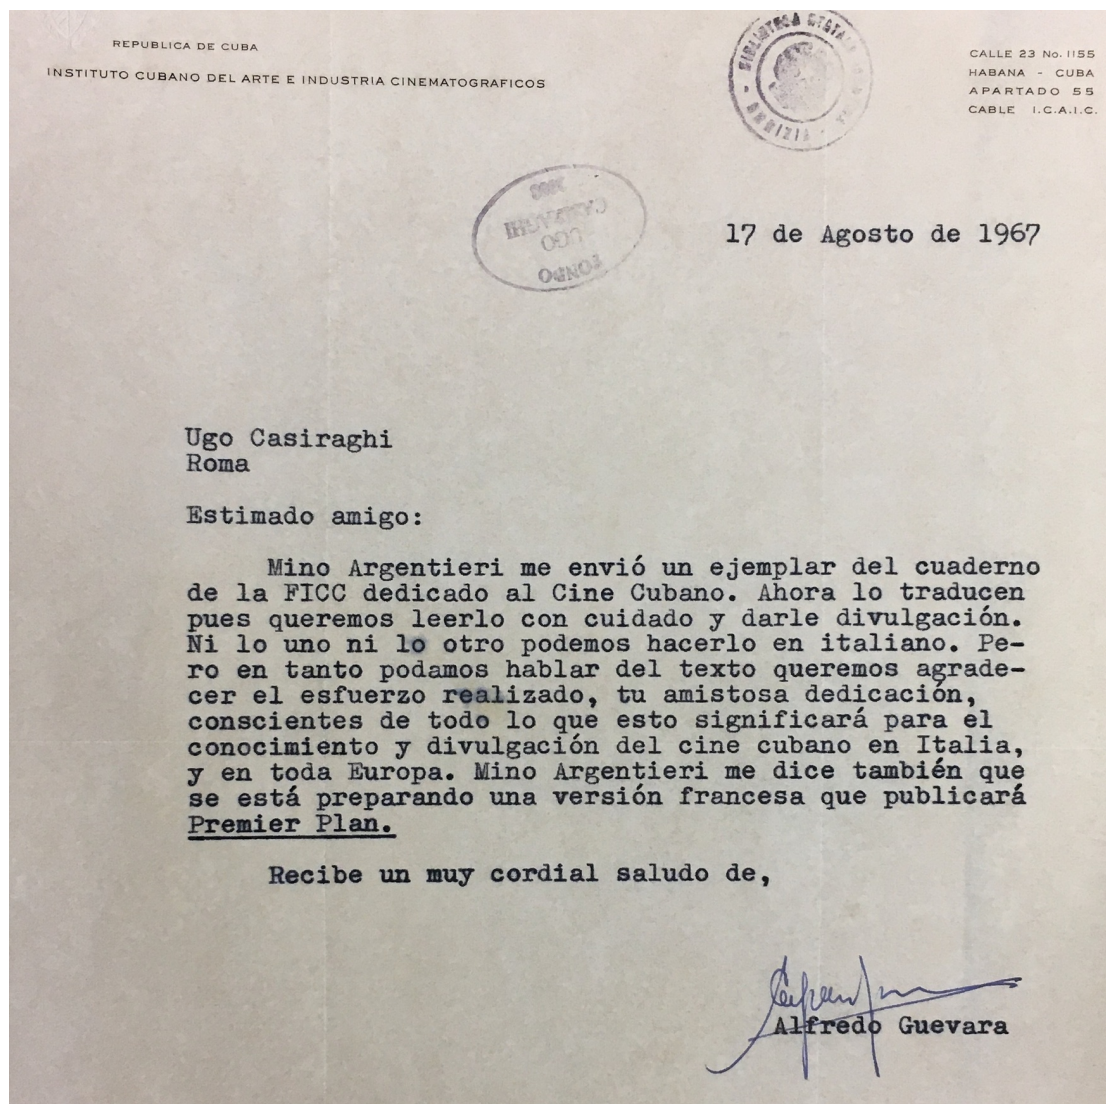 REPUBLICA DE CUBA
INSTITUTO CUBANO DEL ARTE E INDUSTRIA CINEMATOGRAFICOS
CALLE 23 No. 1155
HABANA - CUBA
APARTADO 55
CABLE I.C.A.I.C.
BIBLIOTECA STATALE
FONDO
UGO
CASIRAGHI
17 de Agosto de 1967
Ugo Casiraghi
Roma
Estimado amigo:
Mino Argentieri me envió un ejemplar del cuaderno
de la FICC dedicado al Cine Cubano. Ahora lo traducen
pues queremos leerlo con cuidado y darle divulgación.
Ni lo uno ni lo otro podemos hacerlo en italiano. Pe-
ro en tanto podamos hablar del texto queremos agrade-
cer el esfuerzo realizado, tu amistosa dedicación,
conscientes de todo lo que esto significará para el
conocimiento y divulgación del cine cubano en Italia,
y en toda Europa. Mino Argentieri me dice también que
se está preparando una versión francesa que publicará
Premier Plan.
Recibe un muy cordial saludo de,
Alfredo Guevara